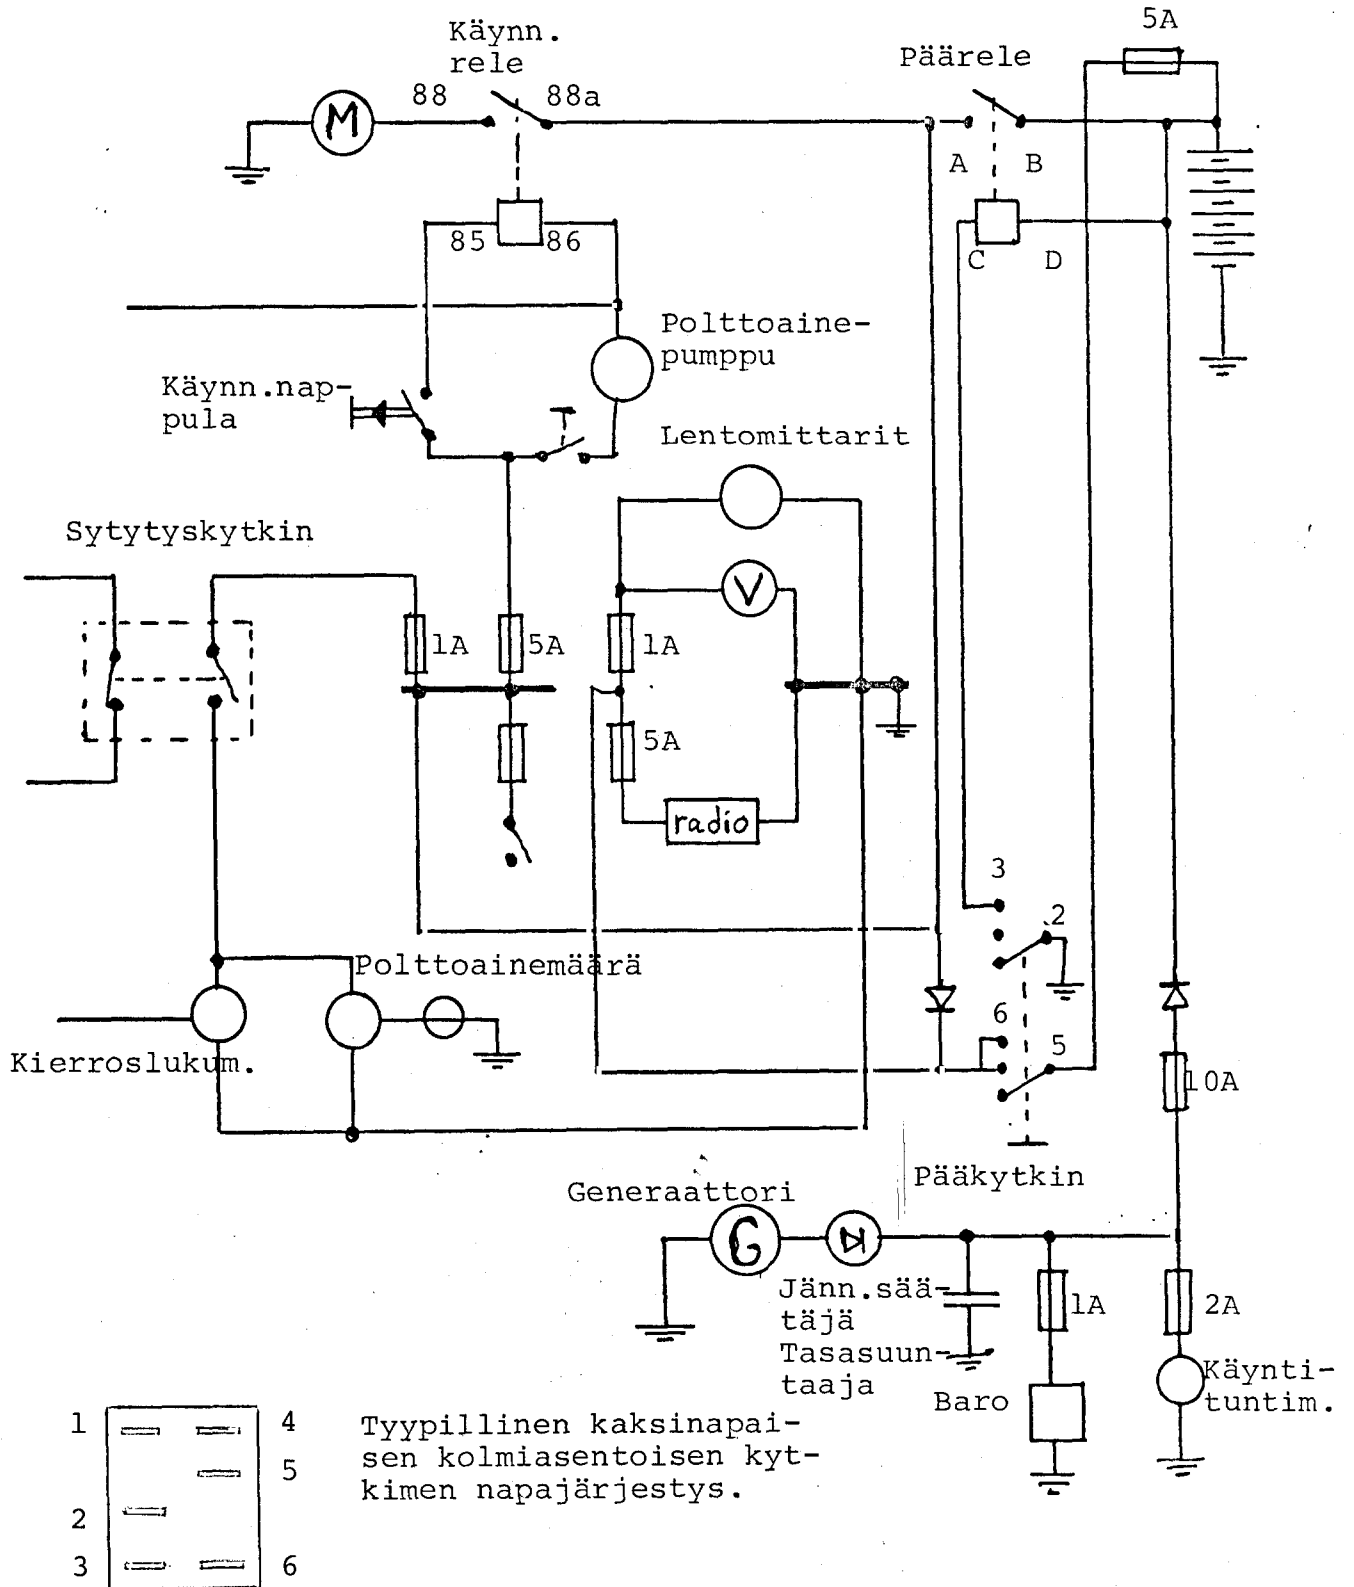 5A
Käynn.
rele
Päärele
88
88a
M
A
B
85
86
C
D
Polttoaine-
pumppu
Käynn.nap-
pula
Lentomittarit
Sytytyskytkin
V
1A
5A
1A
5A
radio
3
2
Polttoainemäärä
6
5
Kierroslukum.
10A
Pääkytkin
Generaattori
G
Jänn.sää-
täjä
Tasasuun-
taaja
1A
2A
Baro
Käynti-
tuntim.
1
4
Tyypillinen kaksinapai-
sen kolmiasentoisen kyt-
kimen napajärjestys.
5
2
3
6